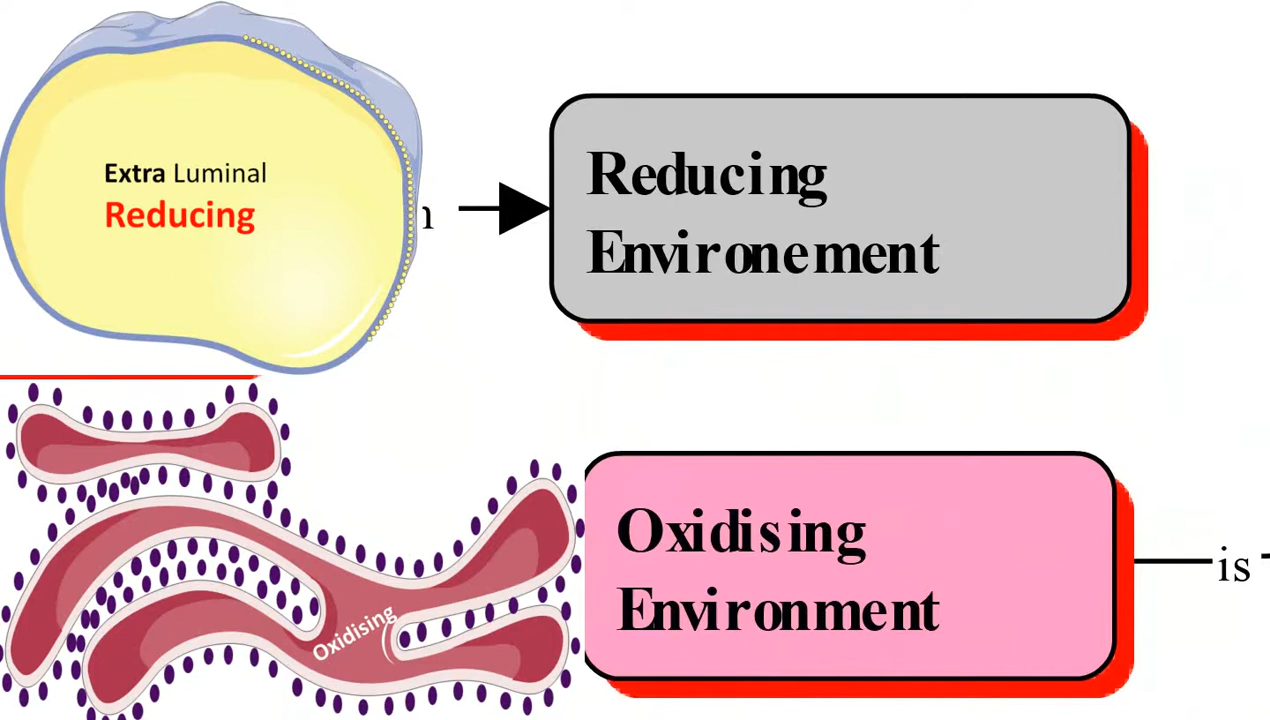 Extra Luminal
Reducing
Reducing
Environement
Oxidising
Oxidising
Environment
is